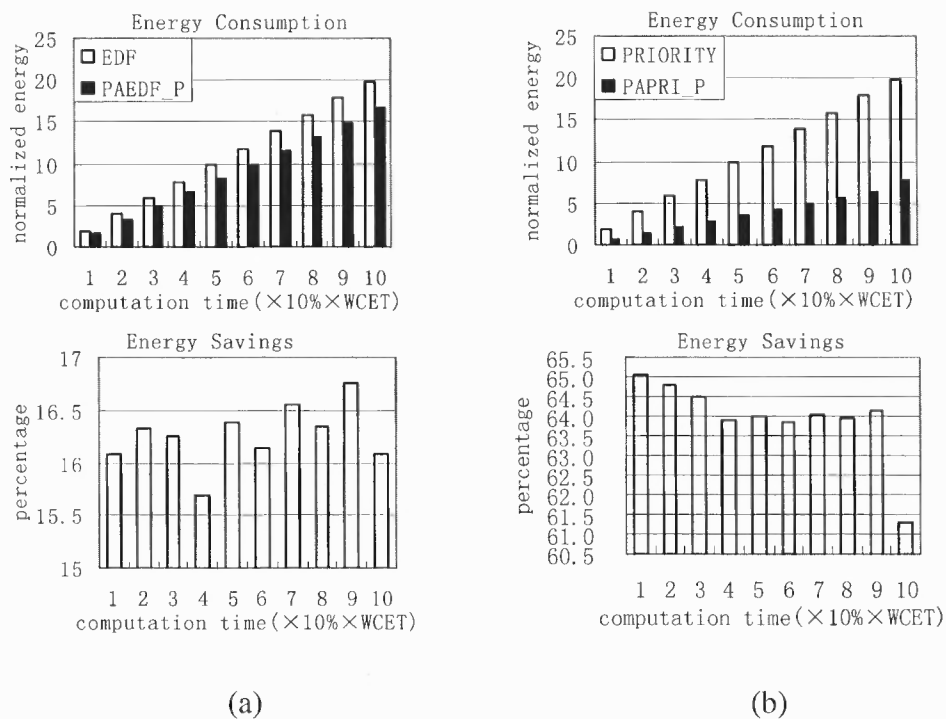 Energy Consumption
normalized energy
25
20
15
10
5
0
EDF
PAEDF_P
1 2 3 4 5 6 7 8 9 10
computation time(×10%×WCET)
Energy Savings
percentage
17
16.5
16
15.5
15
1 2 3 4 5 6 7 8 9 10
computation time(×10%×WCET)
(a)
Energy Consumption
normalized energy
25
20
15
10
5
0
PRIORITY
PAPRI_P
1 2 3 4 5 6 7 8 9 10
computation time(×10%×WCET)
Energy Savings
percentage
65.5
65.0
64.5
64.0
63.5
63.0
62.5
62.0
61.5
61.0
60.5
1 2 3 4 5 6 7 8 9 10
computation time(×10%×WCET)
(b)